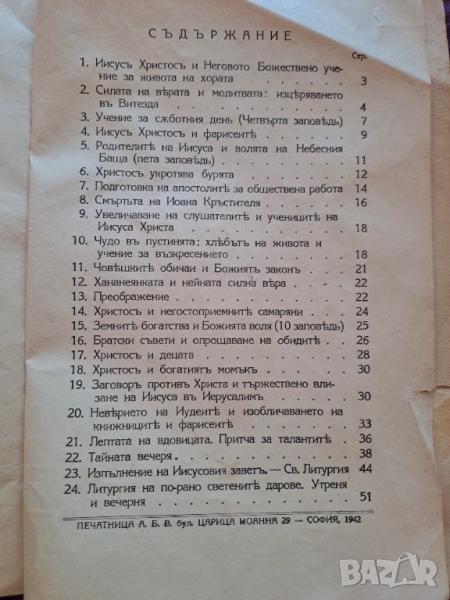 СЪДЪРЖАНИЕ
Стр.
1. Иисусъ Христосъ и Неговото Божествено уче-
ние за живота на хората . . . . . . . 3
2. Силата на вѣрата и молитвата: изцѣряването
въ Витезда . . . . . . . . . . . 4
3. Учение за сѫботния день (Четвърта заповѣдь) 7
4. Иисусъ Христосъ и фарисеитѣ . . . . . 9
5. Родителитѣ на Иисуса и волята на Небесния
Баща (пета заповѣдь) . . . . . . . . 11
6. Христосъ укротява бурята . . . . . . 12
7. Подготовка на апостолитѣ за обществена работа 14
8. Смъртьта на Иоана Кръстителя . . . . . 16
9. Увеличаване на слушателитѣ и ученицитѣ на
Иисуса Христа . . . . . . . . . . 18
10. Чудо въ пустинята; хлѣбътъ на живота и
учение за възкресението . . . . . . . 18
11. Човѣшкитѣ обичаи и Божиятъ законъ . . . 21
12. Хананеянката и нейната силна вѣра . . - . 22
13. Преображение . . . . . . . . . . 22
14. Христосъ и негостоприемнитѣ самаряни . . 24
15. Земнитѣ богатства и Божията воля (10 заповѣдь) 25
16. Братски съвети и опрощаване на обидитѣ . . 26
17. Христосъ и децата . . . . . . . . . 28
18. Христосъ и богатиятъ момъкъ . . . . . 30
19. Заговоръ противъ Христа и тържествено вли-
зане на Иисуса въ Иерусалимъ . . . . . 30
20. Неверието на Иудеитѣ и изобличаването на
книжницитѣ и фарисеитѣ . . . . . . . 33
21. Лептата на вдовицата. Притча за талантитѣ . 36
22. Тайната вечеря . . . . . . . . . . 38
23. Изпълнение на Иисусовия заветъ. — Св. Литургия 44
24. Литургия на по-рано светенитѣ дарове. Утреня
и вечерня . . . . . . . . . . . . 51
ПЕЧАТНИЦА А. Б. В. бул. ЦАРИЦА ИОАННА 29 — СОФИЯ, 1942
bazar